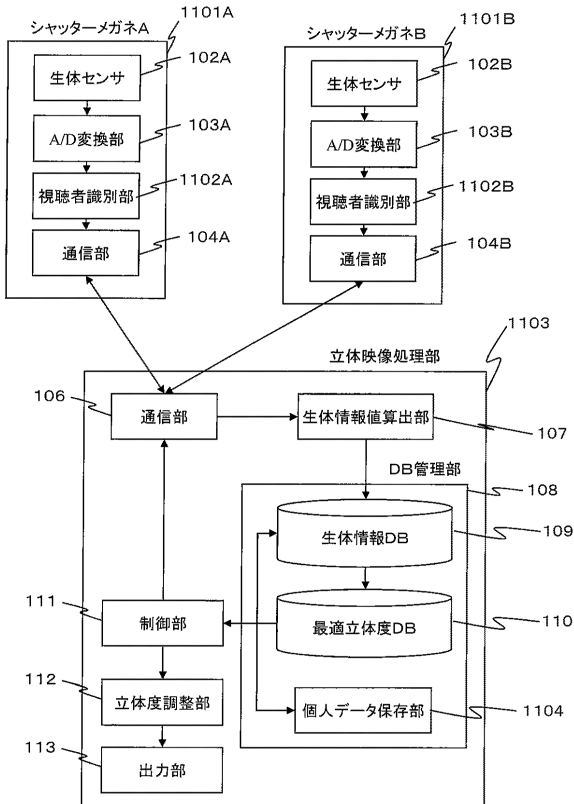 シャッターメガネA
1101A
生体センサ
102A
A/D変換部
103A
視聴者識別部
1102A
通信部
104A
シャッターメガネB
1101B
生体センサ
102B
A/D変換部
103B
視聴者識別部
1102B
通信部
104B
立体映像処理部
1103
106
通信部
生体情報値算出部
107
DB管理部
108
生体情報DB
109
111
制御部
最適立体度DB
110
112
立体度調整部
個人データ保存部
1104
113
出力部